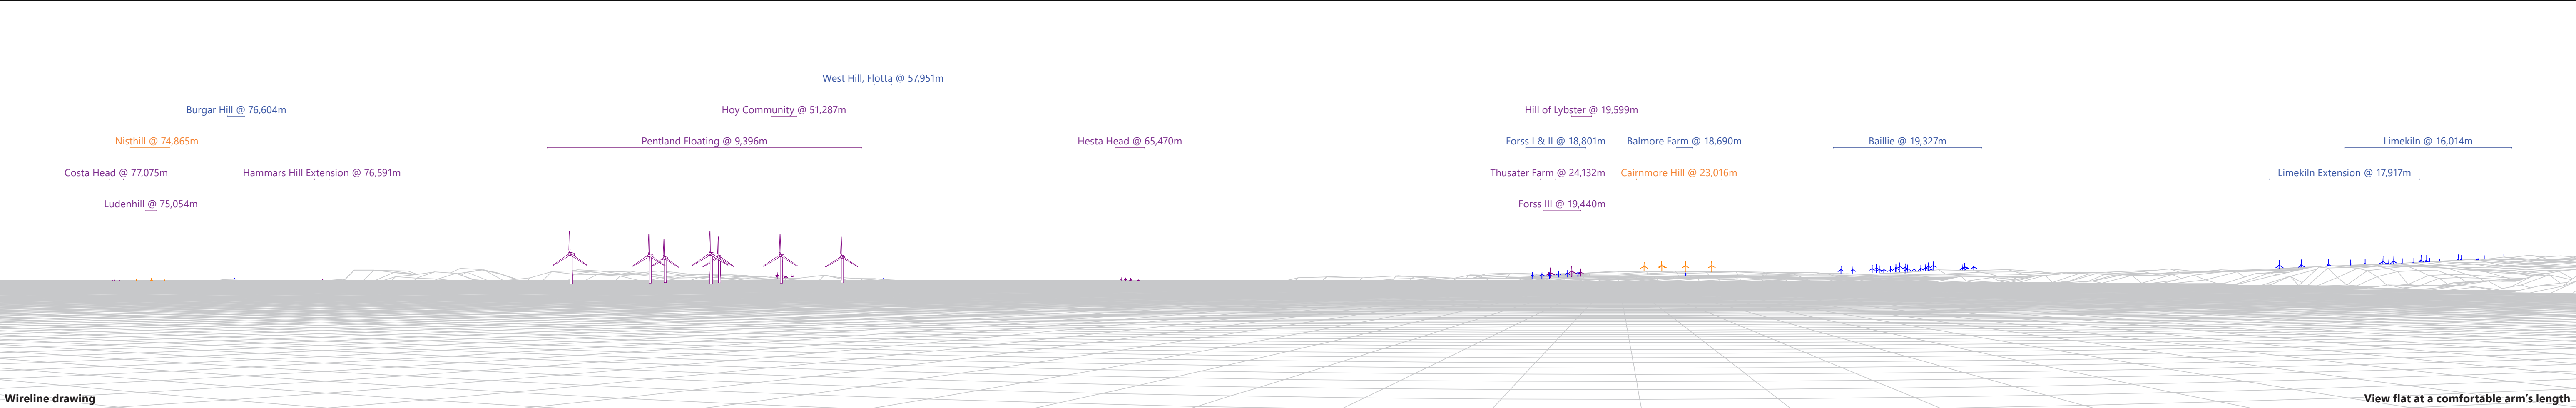 West Hill, Flotta @ 57,951m
Burgar Hill @ 76,604m
Hoy Community @ 51,287m
Hill of Lybster @ 19,599m
Nisthill @ 74,865m
Pentland Floating @ 9,396m
Hesta Head @ 65,470m
Forss I & II @ 18,801m
Balmore Farm @ 18,690m
Baillie @ 19,327m
Limekiln @ 16,014m
Costa Head @ 77,075m
Hammars Hill Extension @ 76,591m
Thusater Farm @ 24,132m
Cairnmore Hill @ 23,016m
Limekiln Extension @ 17,917m
Ludenhill @ 75,054m
Forss III @ 19,440m
Wireline drawing
View flat at a comfortable arm's length